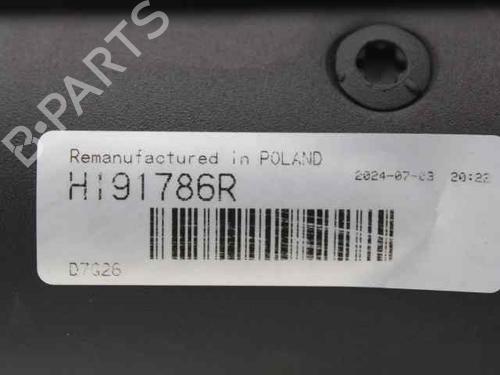 B-PARTS
Remanufactured in POLAND
HI91786R
2024-07-03 20:22
D7G26